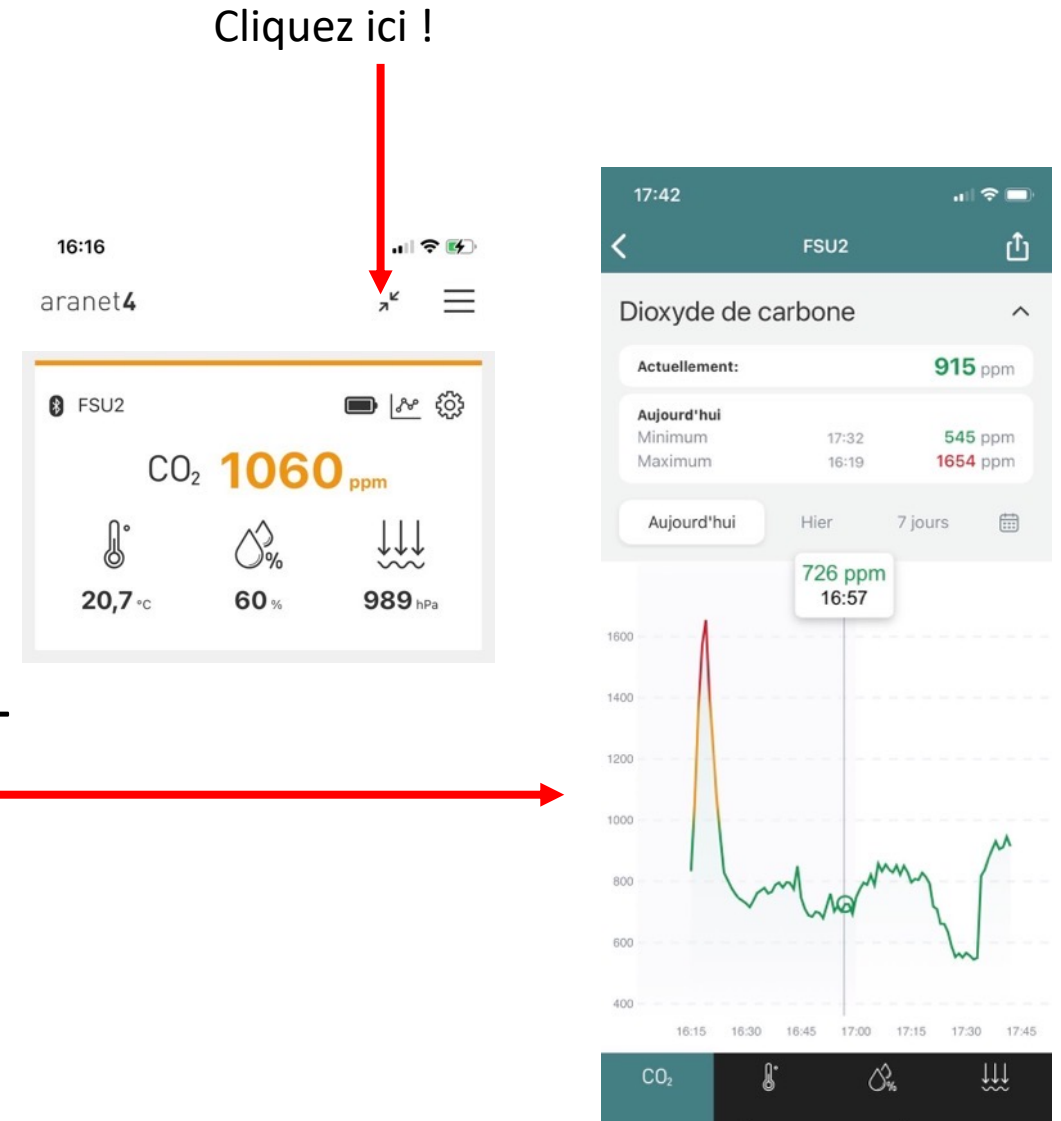 Cliquez ici !
16:16
aranet4
FSU2
CO₂ 1060 ppm
20,7 °C 60 % 989 hPa
17:42
FSU2
Dioxyde de carbone
Actuellement: 915 ppm
Aujourd'hui
Minimum 17:32 545 ppm
Maximum 16:19 1654 ppm
Aujourd'hui Hier 7 jours
726 ppm
16:57
1600
1400
1200
1000
800
600
400
16:15 16:30 16:45 17:00 17:15 17:30 17:45
CO₂ %